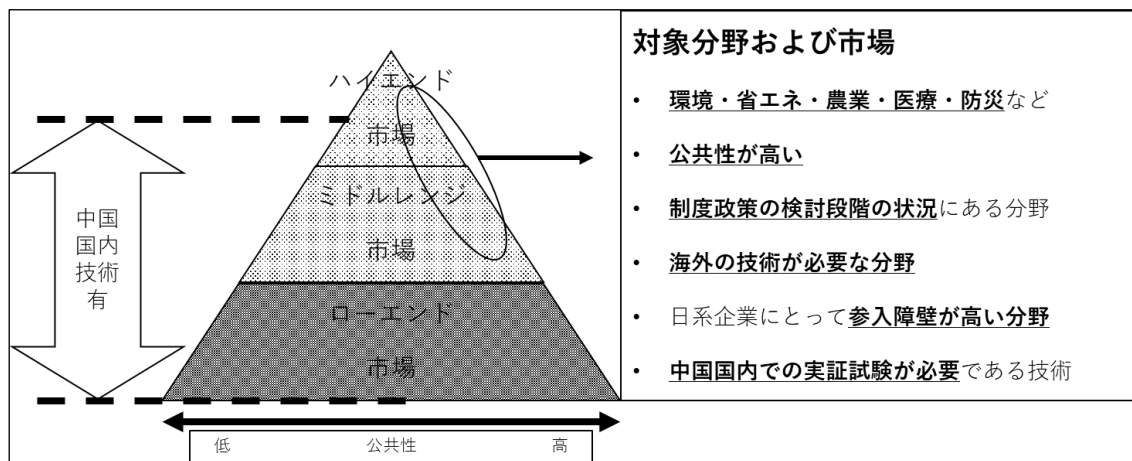 ハイエンド
市場
ミドルレンジ
市場
ローエンド
市場
中国
国内
技術
有
低 公共性 高
対象分野および市場
• 環境・省エネ・農業・医療・防災など
• 公共性が高い
• 制度政策の検討段階の状況にある分野
• 海外の技術が必要な分野
• 日系企業にとって参入障壁が高い分野
• 中国国内での実証試験が必要である技術